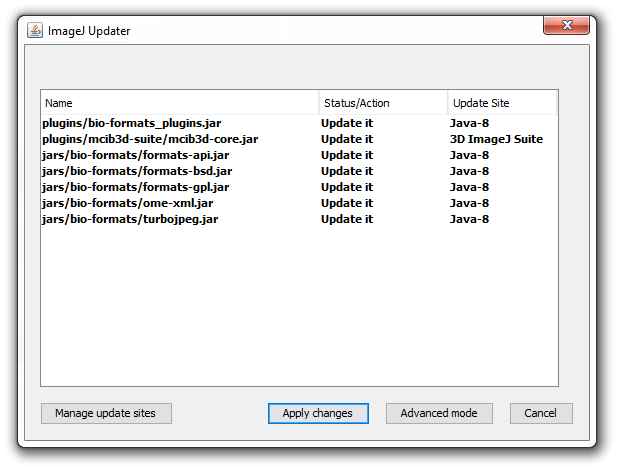 ImageJ Updater
Name Status/Action Update Site
plugins/bio-formats_plugins.jar Update it Java-8
plugins/mcib3d-suite/mcib3d-core.jar Update it 3D ImageJ Suite
jars/bio-formats/formats-api.jar Update it Java-8
jars/bio-formats/formats-bsd.jar Update it Java-8
jars/bio-formats/formats-gpl.jar Update it Java-8
jars/bio-formats/ome-xml.jar Update it Java-8
jars/bio-formats/turbojpeg.jar Update it Java-8
Manage update sites Apply changes Advanced mode Cancel